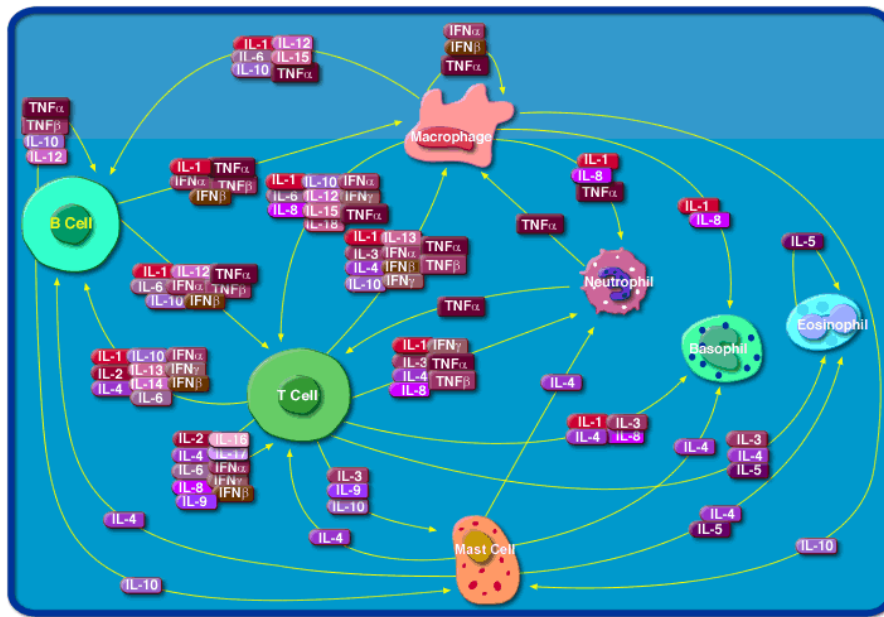 IL-1 IL-12
IL-6 IL-15
IL-10 TNFα
IFNα
IFNβ
TNFα
TNFα
TNFβ
IL-10
IL-12
Macrophage
IL-1 TNFα
IFNα TNFβ
IFNβ
IL-1 IL-10 IFNα
IL-6 IL-12 IFNγ
IL-8 IL-15 TNFα
IL-18
IL-1
IL-8
TNFα
IL-1
IL-8
B Cell
TNFα
IL-1 IL-13
IL-3 IFNα TNFα
IL-4 IFNβ TNFβ
IL-10 IFNγ
IL-5
IL-1 IL-12 TNFα
IL-6 IFNα TNFβ
IL-10 IFNβ
Neutrophil
TNFα
Eosinophil
Basophil
IL-1 IL-10 IFNα
IL-2 IL-13 IFNγ
IL-4 IL-14 IFNβ
IL-6
IL-1 IFNγ
IL-3 TNFα
IL-4 TNFβ
IL-8
IL-4
T Cell
IL-2 IL-16
IL-4 IL-17
IL-6 IFNα
IFNγ
IL-8 IFNβ
IL-9
IL-1 IL-3
IL-4 IL-8
IL-4
IL-3
IL-4
IL-5
IL-3
IL-9
IL-10
IL-4
IL-4
IL-4
IL-5
Mast Cell
IL-10
IL-10